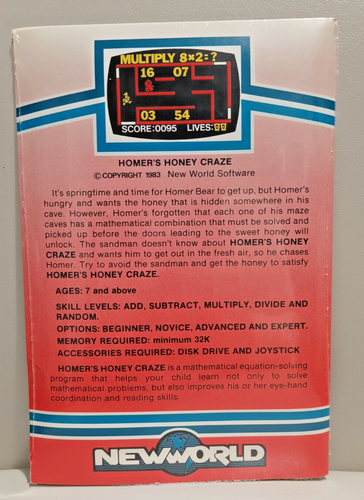 MULTIPLY 8×2=?
16 07
03 54
SCORE:0095 LIVES:
HOMER'S HONEY CRAZE
© COPYRIGHT 1983 New World Software
It's springtime and time for Homer Bear to get up, but Homer's
hungry and wants the honey that is hidden somewhere in his
cave. However, Homer's forgotten that each one of his maze
caves has a mathematical combination that must be solved and
picked up before the doors leading to the sweet honey will
unlock. The sandman doesn't know about HOMER'S HONEY
CRAZE and wants him to get out in the fresh air, so he chases
Homer. Try to avoid the sandman and get the honey to satisfy
HOMER'S HONEY CRAZE.
AGES: 7 and above
SKILL LEVELS: ADD, SUBTRACT, MULTIPLY, DIVIDE AND
RANDOM.
OPTIONS: BEGINNER, NOVICE, ADVANCED AND EXPERT.
MEMORY REQUIRED: minimum 32K
ACCESSORIES REQUIRED: DISK DRIVE AND JOYSTICK
HOMER'S HONEY CRAZE is a mathematical equation-solving
program that helps your child learn not only to solve
mathematical problems, but also improves his or her eye-hand
coordination and reading skills.
NEWWORLD